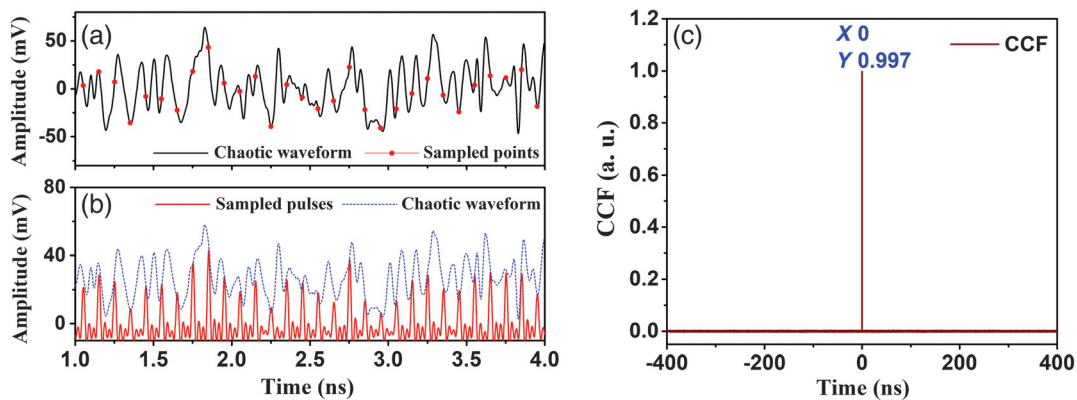 (a)
Amplitude (mV)
50
0
-50
Chaotic waveform
Sampled points
(b)
Amplitude (mV)
80
40
0
Sampled pulses
Chaotic waveform
1.0 1.5 2.0 2.5 3.0 3.5 4.0
Time (ns)
(c)
CCF (a. u.)
1.2
1.0
0.8
0.6
0.4
0.2
0.0
X 0
Y 0.997
CCF
-400 -200 0 200 400
Time (ns)